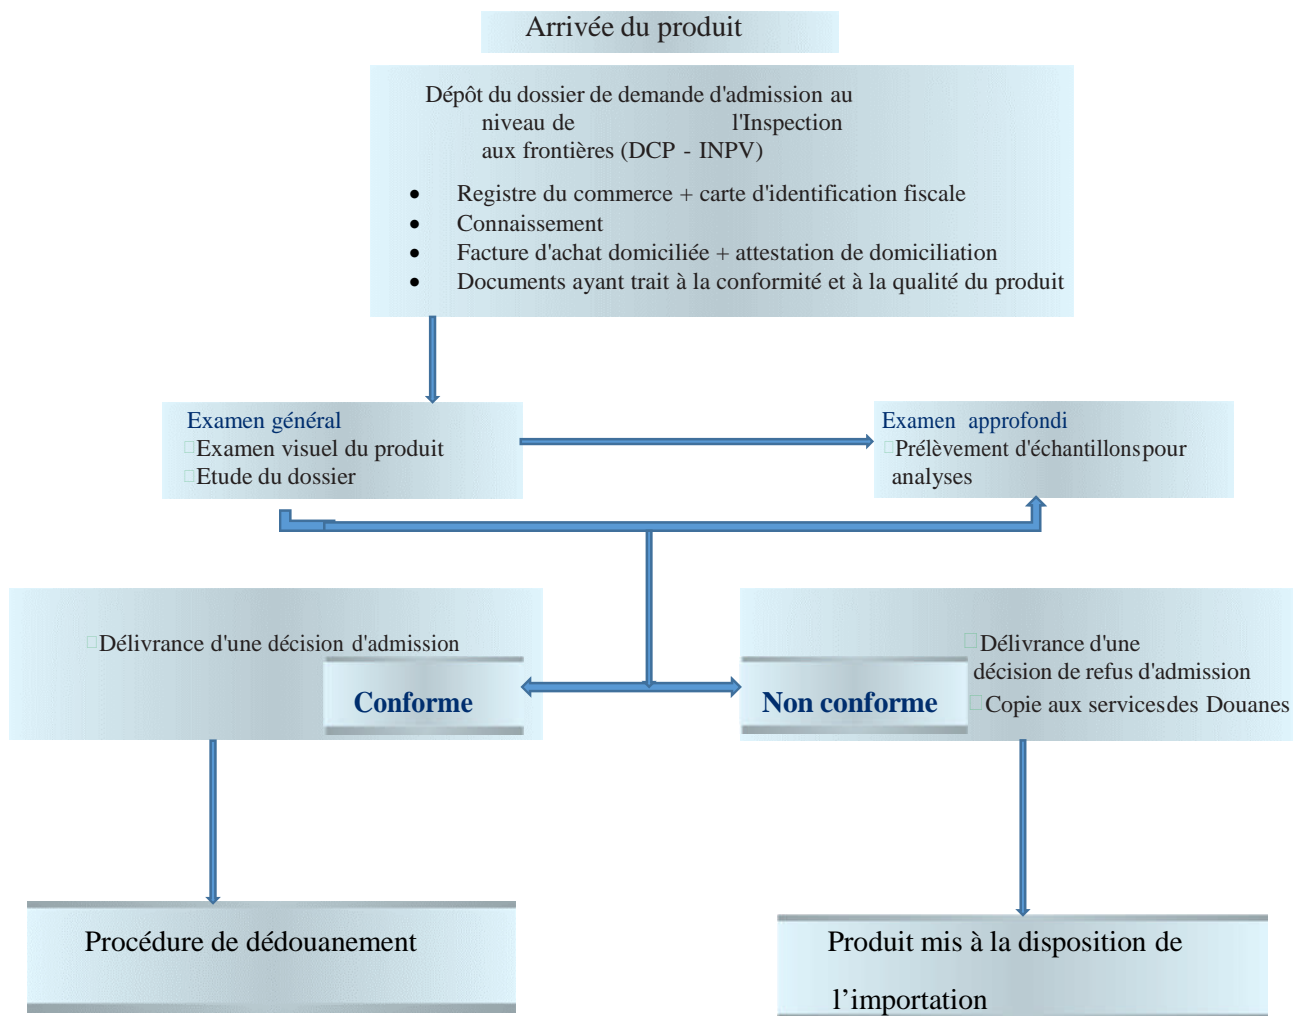 Arrivée du produit
Dépôt du dossier de demande d'admission au
niveau de l'Inspection
aux frontières (DCP - INPV)
• Registre du commerce + carte d'identification fiscale
• Connaissement
• Facture d'achat domiciliée + attestation de domiciliation
• Documents ayant trait à la conformité et à la qualité du produit
Examen général
Examen visuel du produit
Etude du dossier
Examen approfondi
Prélèvement d'échantillonspour
analyses
Délivrance d'une décision d'admission
Conforme
Non conforme
Délivrance d'une
décision de refus d'admission
Copie aux servicesdes Douanes
Procédure de dédouanement
Produit mis à la disposition de
l'importation